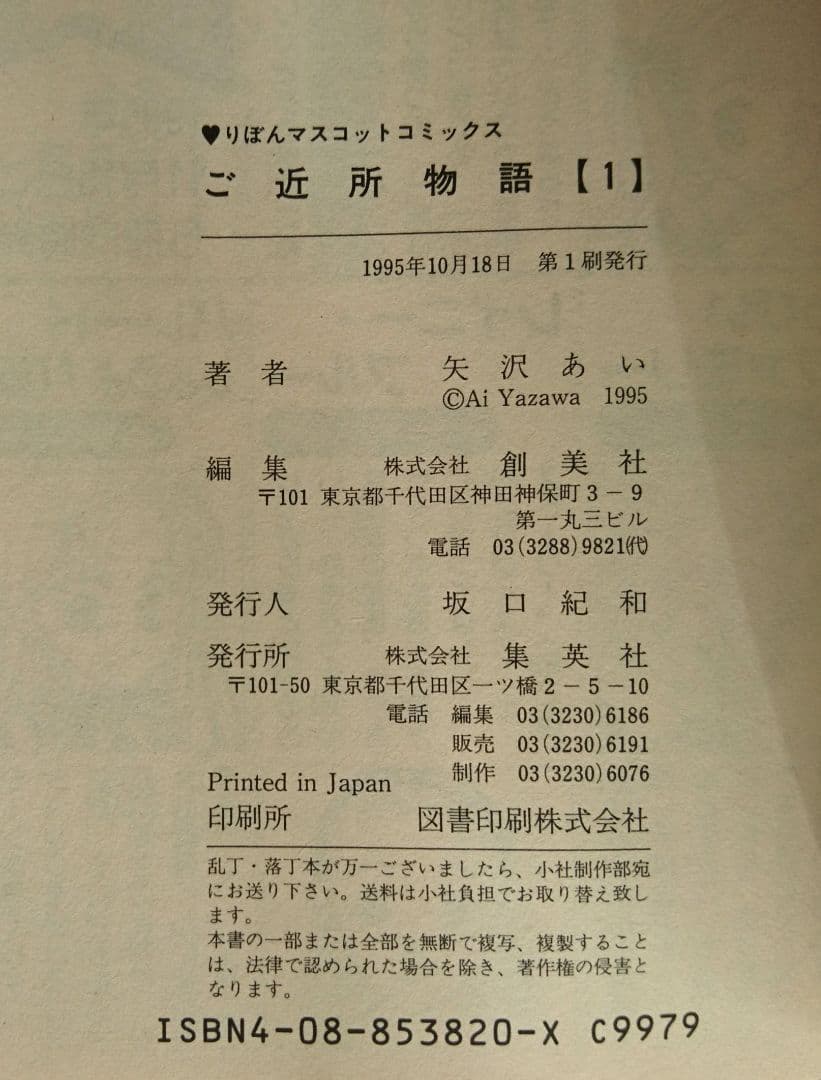 ♥りぼんマスコットコミックス
ご近所物語【1】
1995年10月18日　第1刷発行
著者　矢沢あい
©Ai Yazawa　1995
編集　株式会社 創美社
〒101 東京都千代田区神田神保町3－9
第一丸三ビル
電話　03(3288)9821㈹
発行人　坂口紀和
発行所　株式会社 集英社
〒101-50 東京都千代田区一ツ橋2－5－10
電話　編集　03(3230)6186
販売　03(3230)6191
制作　03(3230)6076
Printed in Japan
印刷所　図書印刷株式会社
乱丁・落丁本が万一ございましたら、小社制作部宛
にお送り下さい。送料は小社負担でお取り替え致し
ます。
本書の一部または全部を無断で複写、複製すること
は、法律で認められた場合を除き、著作権の侵害と
なります。
ISBN4-08-853820-X C9979